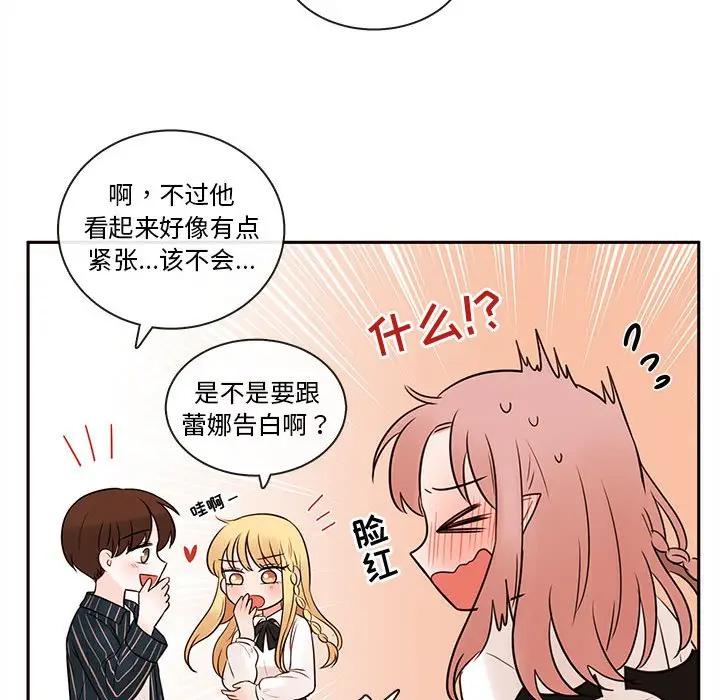 啊，不过他
看起来好像有点
紧张...该不会...
什么!?
是不是要跟
蕾娜告白啊？
哇啊－
脸红